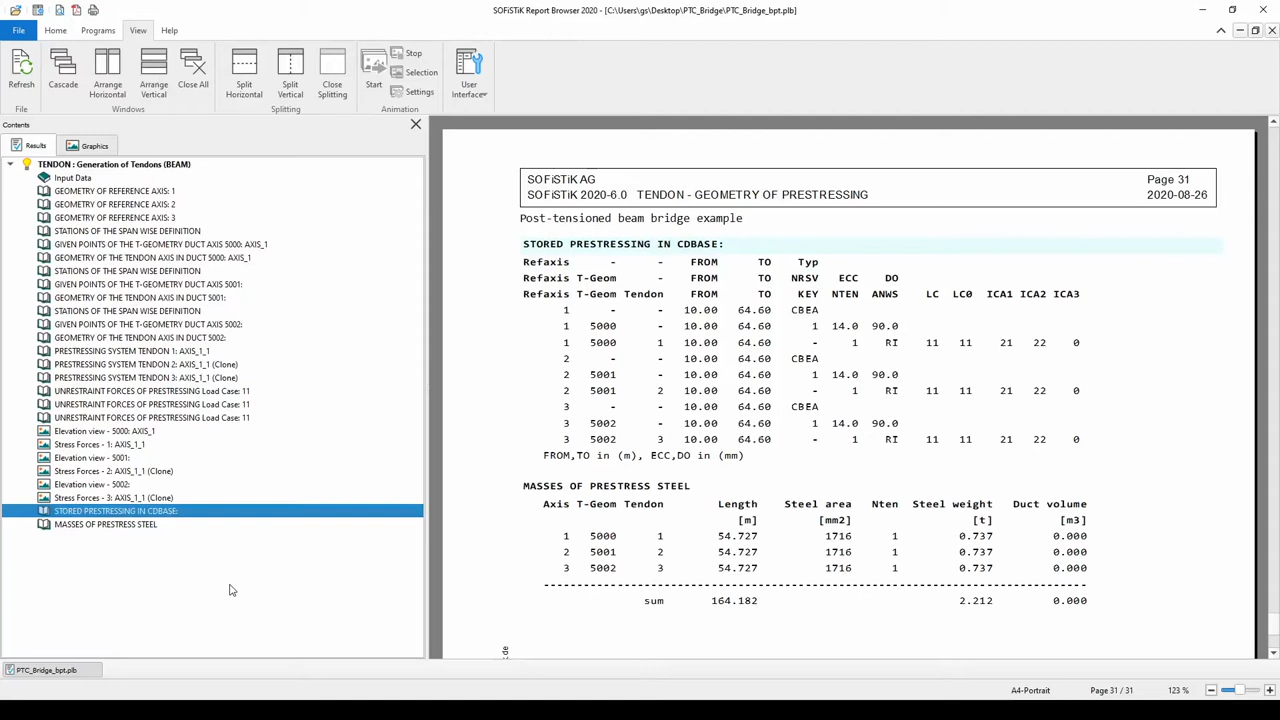 SOFiSTiK Report Browser 2020 - [C:\Users\gs\Desktop\PTC_Bridge\PTC_Bridge_bpt.plb]
File Home Programs View Help
Refresh Cascade Arrange Horizontal Arrange Vertical Close All Split Horizontal Split Vertical Close Splitting Start Stop Selection Settings User Interface
File Windows Splitting Animation
Contents
Results Graphics
TENDON : Generation of Tendons (BEAM)
Input Data
GEOMETRY OF REFERENCE AXIS: 1
GEOMETRY OF REFERENCE AXIS: 2
GEOMETRY OF REFERENCE AXIS: 3
STATIONS OF THE SPAN WISE DEFINITION
GIVEN POINTS OF THE T-GEOMETRY DUCT AXIS 5000: AXIS_1
GEOMETRY OF THE TENDON AXIS IN DUCT 5000: AXIS_1
STATIONS OF THE SPAN WISE DEFINITION
GIVEN POINTS OF THE T-GEOMETRY DUCT AXIS 5001:
GEOMETRY OF THE TENDON AXIS IN DUCT 5001:
STATIONS OF THE SPAN WISE DEFINITION
GIVEN POINTS OF THE T-GEOMETRY DUCT AXIS 5002:
GEOMETRY OF THE TENDON AXIS IN DUCT 5002:
PRESTRESSING SYSTEM TENDON 1: AXIS_1_1
PRESTRESSING SYSTEM TENDON 2: AXIS_1_1 (Clone)
PRESTRESSING SYSTEM TENDON 3: AXIS_1_1 (Clone)
UNRESTRAINT FORCES OF PRESTRESSING Load Case: 11
UNRESTRAINT FORCES OF PRESTRESSING Load Case: 11
UNRESTRAINT FORCES OF PRESTRESSING Load Case: 11
Elevation view - 5000: AXIS_1
Stress Forces - 1: AXIS_1_1
Elevation view - 5001:
Stress Forces - 2: AXIS_1_1 (Clone)
Elevation view - 5002:
Stress Forces - 3: AXIS_1_1 (Clone)
STORED PRESTRESSING IN CDBASE:
MASSES OF PRESTRESS STEEL
SOFiSTiK AG Page 31
SOFiSTiK 2020-6.0 TENDON - GEOMETRY OF PRESTRESSING 2020-08-26
Post-tensioned beam bridge example
STORED PRESTRESSING IN CDBASE:
Refaxis - - FROM TO Typ
Refaxis T-Geom - FROM TO NRSV ECC DO
Refaxis T-Geom Tendon FROM TO KEY NTEN ANWS LC LC0 ICA1 ICA2 ICA3
1 - - 10.00 64.60 CBEA
1 5000 - 10.00 64.60 1 14.0 90.0
1 5000 1 10.00 64.60 - 1 RI 11 11 21 22 0
2 - - 10.00 64.60 CBEA
2 5001 - 10.00 64.60 1 14.0 90.0
2 5001 2 10.00 64.60 - 1 RI 11 11 21 22 0
3 - - 10.00 64.60 CBEA
3 5002 - 10.00 64.60 1 14.0 90.0
3 5002 3 10.00 64.60 - 1 RI 11 11 21 22 0
FROM,TO in (m), ECC,DO in (mm)
MASSES OF PRESTRESS STEEL
Axis T-Geom Tendon Length Steel area Nten Steel weight Duct volume
[m] [mm2] [t] [m3]
1 5000 1 54.727 1716 1 0.737 0.000
2 5001 2 54.727 1716 1 0.737 0.000
3 5002 3 54.727 1716 1 0.737 0.000
sum 164.182 2.212 0.000
PTC_Bridge_bpt.plb
A4-Portrait Page 31 / 31 123 %